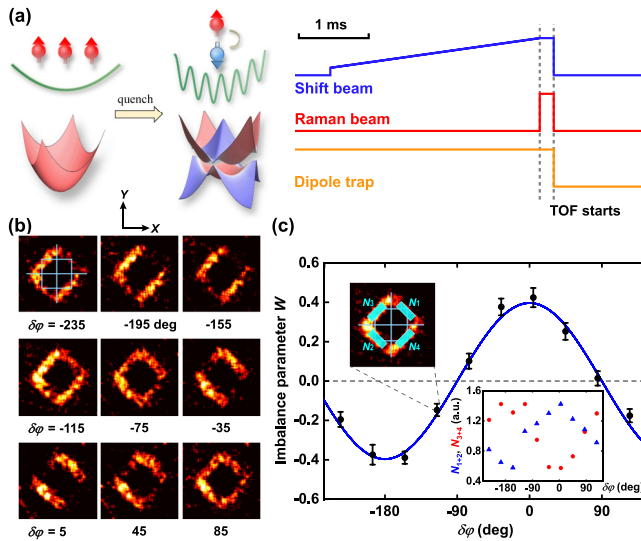 (a)
quench
1 ms
Shift beam
Raman beam
Dipole trap
TOF starts
(b)
Y
X
δφ = -235
-195 deg
-155
δφ = -115
-75
-35
δφ = 5
45
85
(c)
Imbalance parameter W
0.4
0.2
0.0
-0.2
-0.4
-0.6
-180
-90
0
90
δφ (deg)
N3
N1
N2
N4
N1+2, N3+4 (a.u.)
1.6
1.2
0.8
0.4
-180
-90
0
90
δφ (deg)